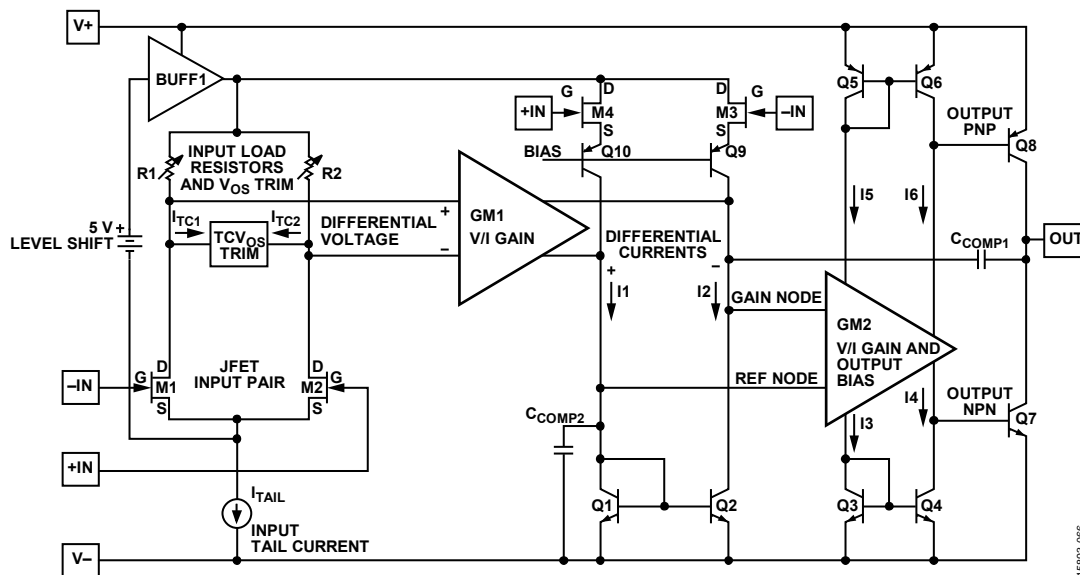 V+
BUFF1
R1
INPUT LOAD
RESISTORS
AND VOS TRIM
R2
5 V
+
LEVEL SHIFT
ITC1
ITC2
TCVOS
TRIM
DIFFERENTIAL
VOLTAGE
+
–
GM1
V/I GAIN
–IN
G
D
M1
S
JFET
INPUT PAIR
D
M2
G
S
+IN
ITAIL
INPUT
TAIL CURRENT
V–
G
D
+IN
M4
S
D
G
M3
–IN
S
BIAS
Q10
Q9
DIFFERENTIAL
CURRENTS
+
–
I1
I2
GAIN NODE
REF NODE
CCOMP2
Q1
Q2
Q5
Q6
I5
I6
OUTPUT
PNP
Q8
CCOMP1
OUT
GM2
V/I GAIN AND
OUTPUT
BIAS
I3
I4
OUTPUT
NPN
Q7
Q3
Q4